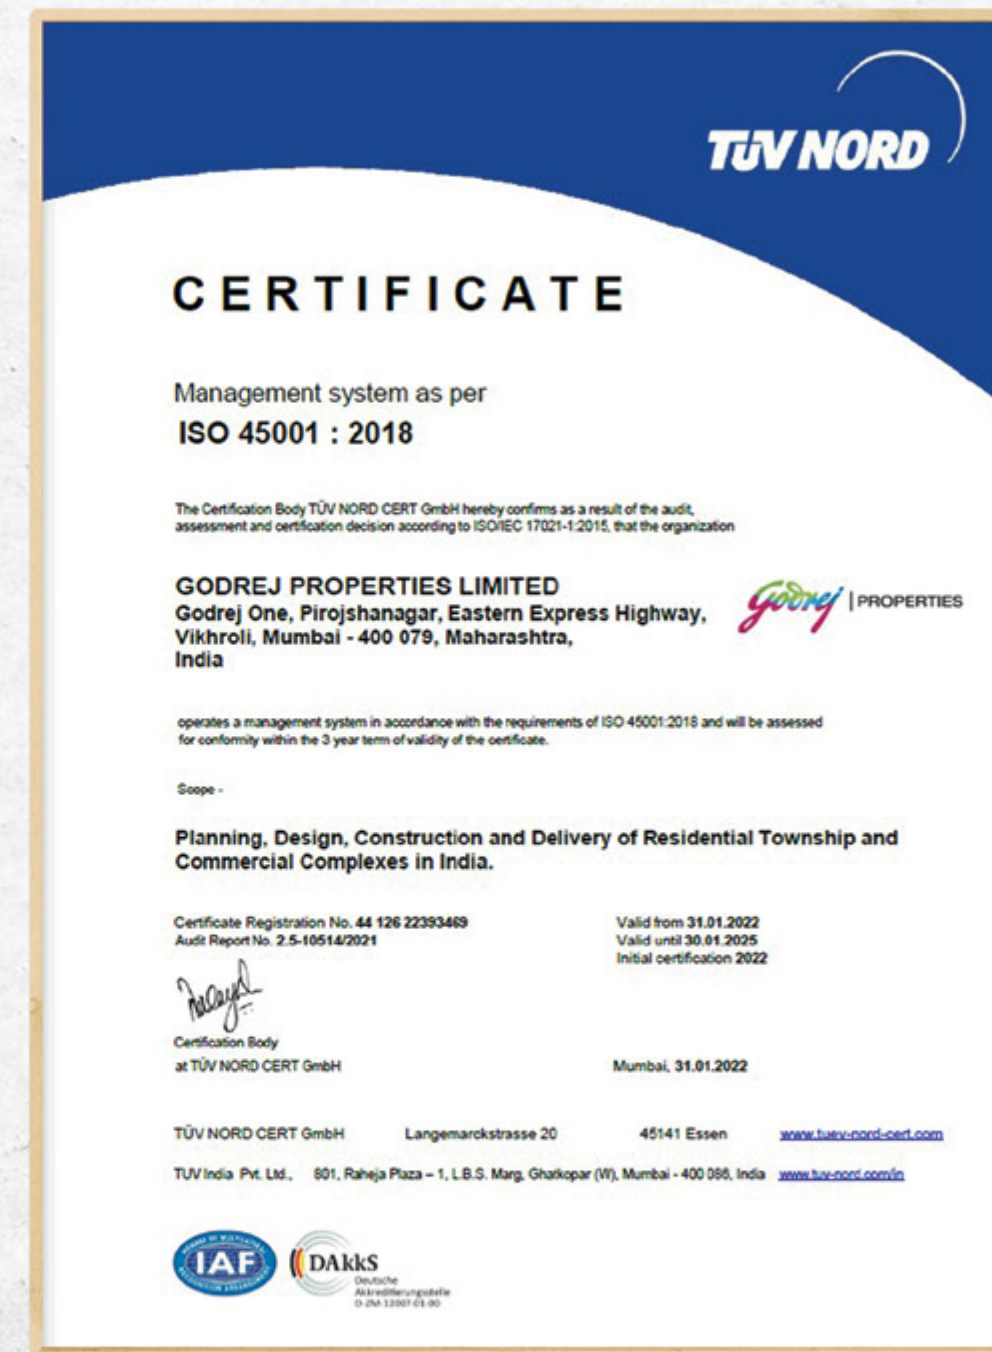 TÜV NORD
CERTIFICATE
Management system as per
ISO 45001 : 2018
The Certification Body TÜV NORD CERT GmbH hereby confirms as a result of the audit,
assessment and certification decision according to ISO/IEC 17021-1:2015, that the organization
GODREJ PROPERTIES LIMITED
Godrej One, Pirojshanagar, Eastern Express Highway,
Vikhroli, Mumbai - 400 079, Maharashtra,
India
Godrej | PROPERTIES
operates a management system in accordance with the requirements of ISO 45001:2018 and will be assessed
for conformity within the 3 year term of validity of the certificate.
Scope -
Planning, Design, Construction and Delivery of Residential Township and
Commercial Complexes in India.
Certificate Registration No. 44 126 22393469
Audit Report No. 2.5-10514/2021
Valid from 31.01.2022
Valid until 30.01.2025
Initial certification 2022
Certification Body
at TÜV NORD CERT GmbH
Mumbai, 31.01.2022
TÜV NORD CERT GmbH Langemarckstrasse 20 45141 Essen www.tuev-nord-cert.com
TUV India Pvt. Ltd., 801, Raheja Plaza – 1, L.B.S. Marg, Ghatkopar (W), Mumbai - 400 086, India www.tuv-nord.com/in
IAF
DAkkS
Deutsche
Akkreditierungsstelle
D-ZM-12007-01-00